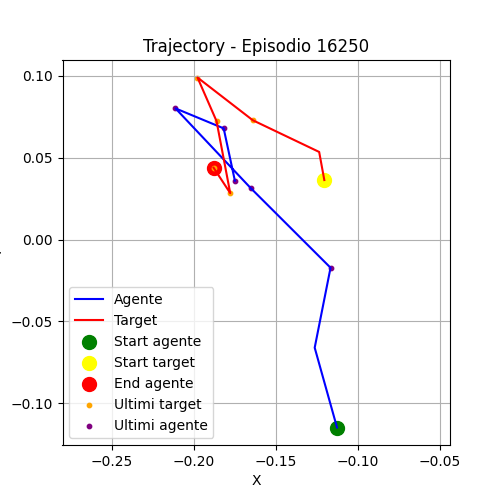 Trajectory - Episodio 16250
0.10
0.05
0.00
−0.05
−0.10
Agente
Target
Start agente
Start target
End agente
Ultimi target
Ultimi agente
−0.25
−0.20
−0.15
−0.10
−0.05
X